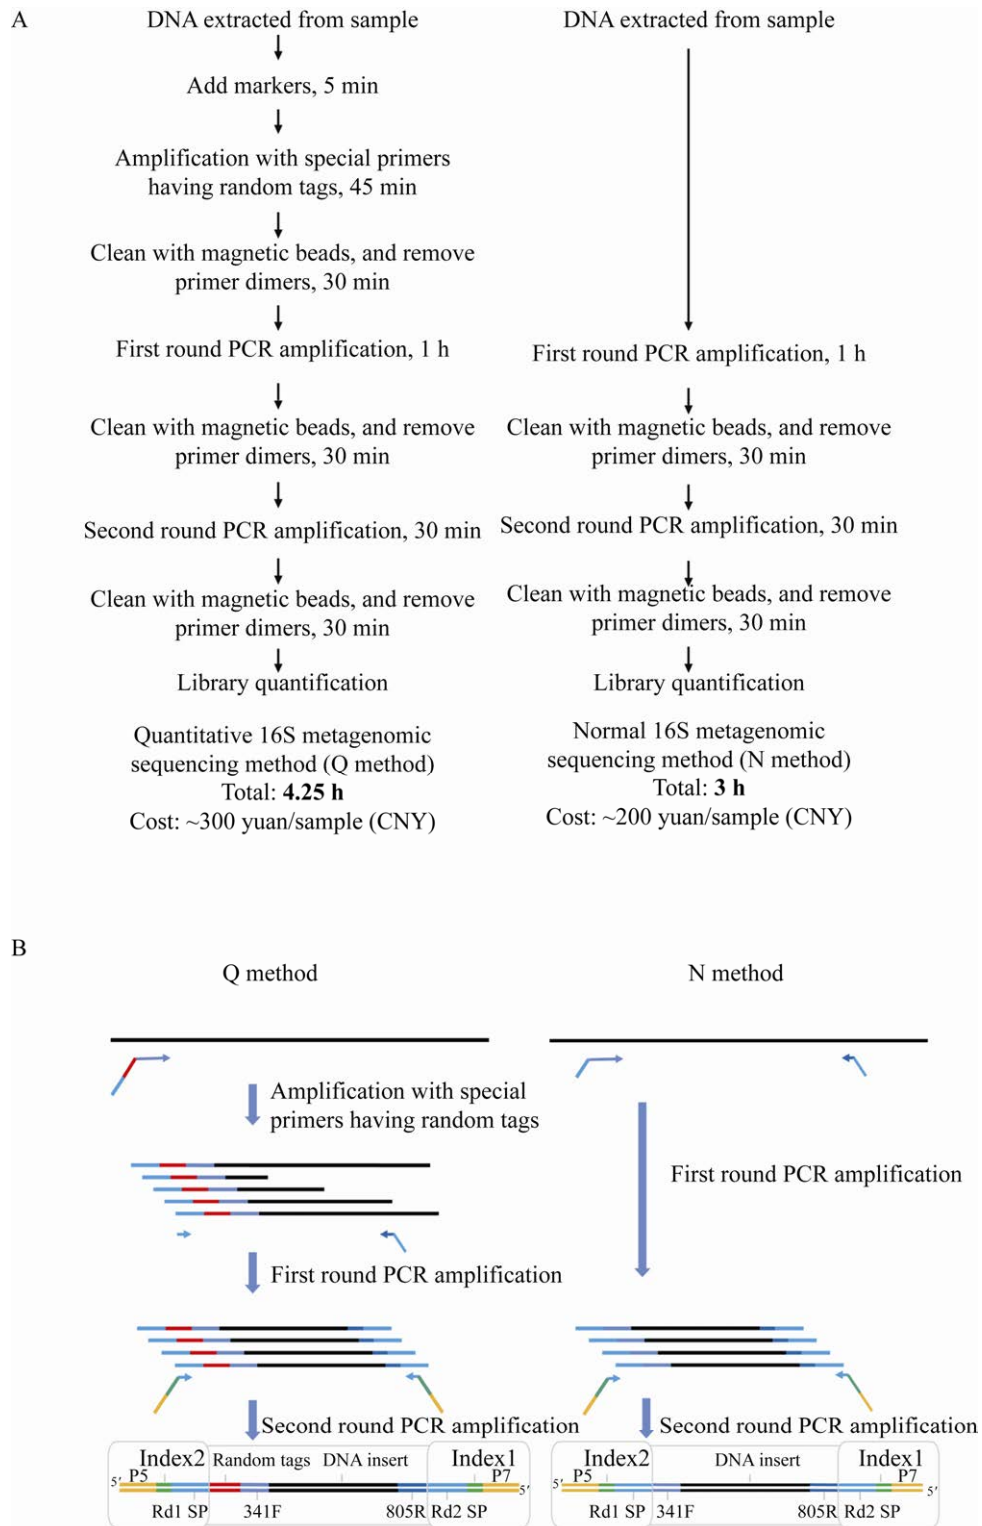 A
DNA extracted from sample
Add markers, 5 min
Amplification with special primers
having random tags, 45 min
Clean with magnetic beads, and remove
primer dimers, 30 min
First round PCR amplification, 1 h
Clean with magnetic beads, and remove
primer dimers, 30 min
Second round PCR amplification, 30 min
Clean with magnetic beads, and remove
primer dimers, 30 min
Library quantification
Quantitative 16S metagenomic
sequencing method (Q method)
Total: 4.25 h
Cost: ~300 yuan/sample (CNY)
DNA extracted from sample
First round PCR amplification, 1 h
Clean with magnetic beads, and remove
primer dimers, 30 min
Second round PCR amplification, 30 min
Clean with magnetic beads, and remove
primer dimers, 30 min
Library quantification
Normal 16S metagenomic
sequencing method (N method)
Total: 3 h
Cost: ~200 yuan/sample (CNY)
B
Q method
Amplification with special
primers having random tags
First round PCR amplification
Second round PCR amplification
Index2 Random tags DNA insert Index1
5′ P5 P7 5′
Rd1 SP 341F 805R Rd2 SP
N method
First round PCR amplification
Second round PCR amplification
Index2 DNA insert Index1
5′ P5 P7 5′
Rd1 SP 341F 805R Rd2 SP